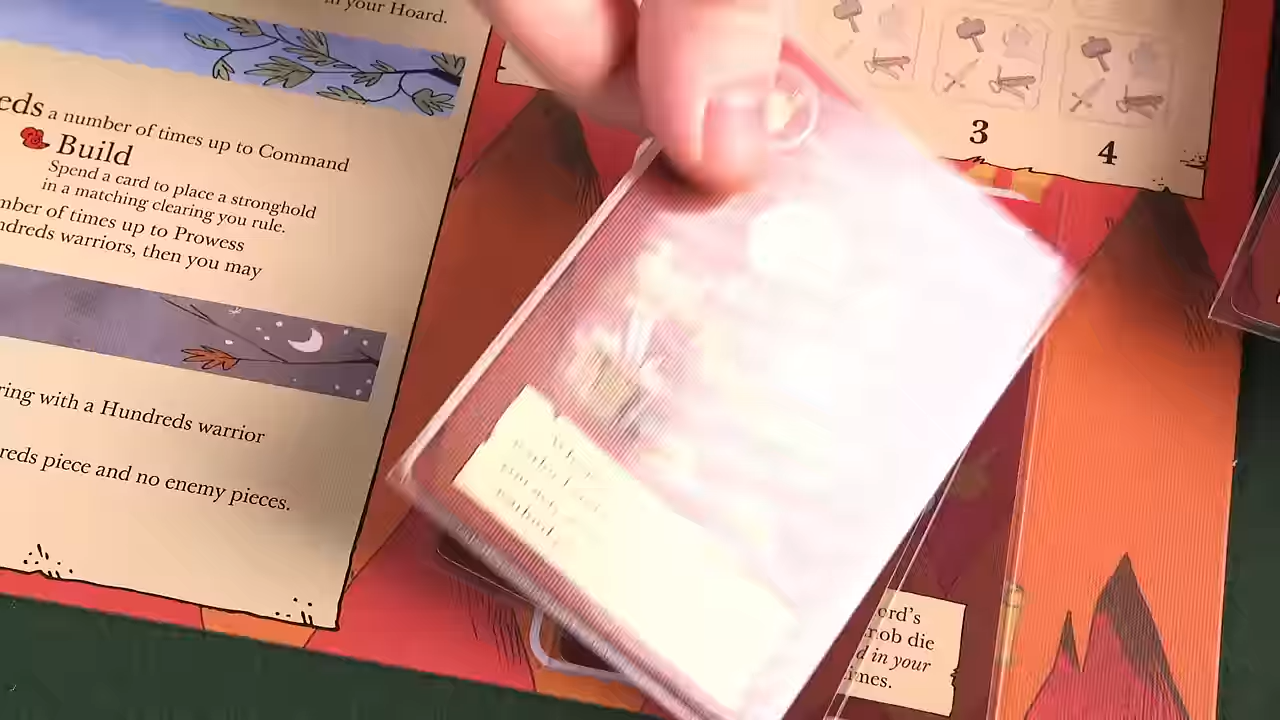 in your Hoard.
eds a number of times up to Command
Build
Spend a card to place a stronghold
in a matching clearing you rule.
mber of times up to Prowess
ndreds warriors, then you may
ring with a Hundreds warrior
reds piece and no enemy pieces.
3
4
ord's
rob die
d in your
imes.